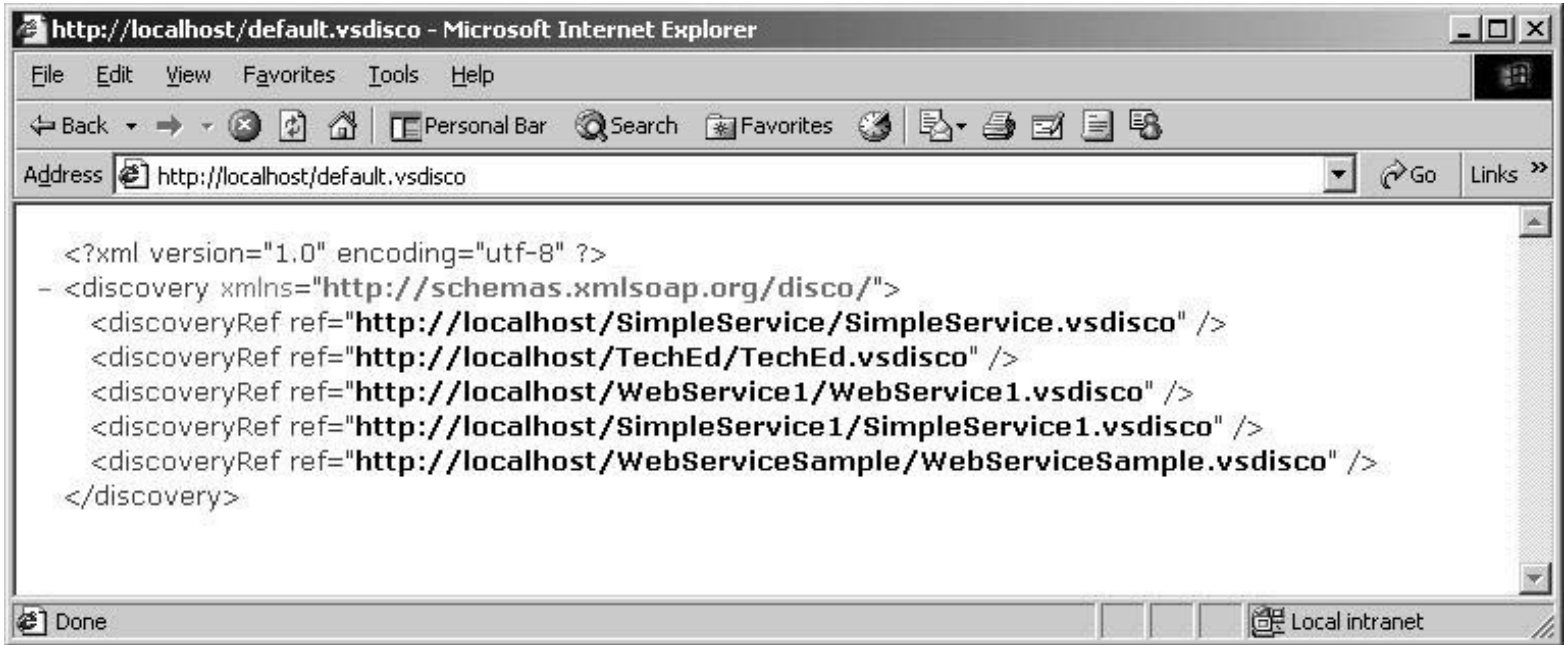 http://localhost/default.vsdisco - Microsoft Internet Explorer
File Edit View Favorites Tools Help
Back Personal Bar Search Favorites
Address http://localhost/default.vsdisco Go Links »
<?xml version="1.0" encoding="utf-8" ?>
- <discovery xmlns="http://schemas.xmlsoap.org/disco/">
<discoveryRef ref="http://localhost/SimpleService/SimpleService.vsdisco" />
<discoveryRef ref="http://localhost/TechEd/TechEd.vsdisco" />
<discoveryRef ref="http://localhost/WebService1/WebService1.vsdisco" />
<discoveryRef ref="http://localhost/SimpleService1/SimpleService1.vsdisco" />
<discoveryRef ref="http://localhost/WebServiceSample/WebServiceSample.vsdisco" />
</discovery>
Done Local intranet